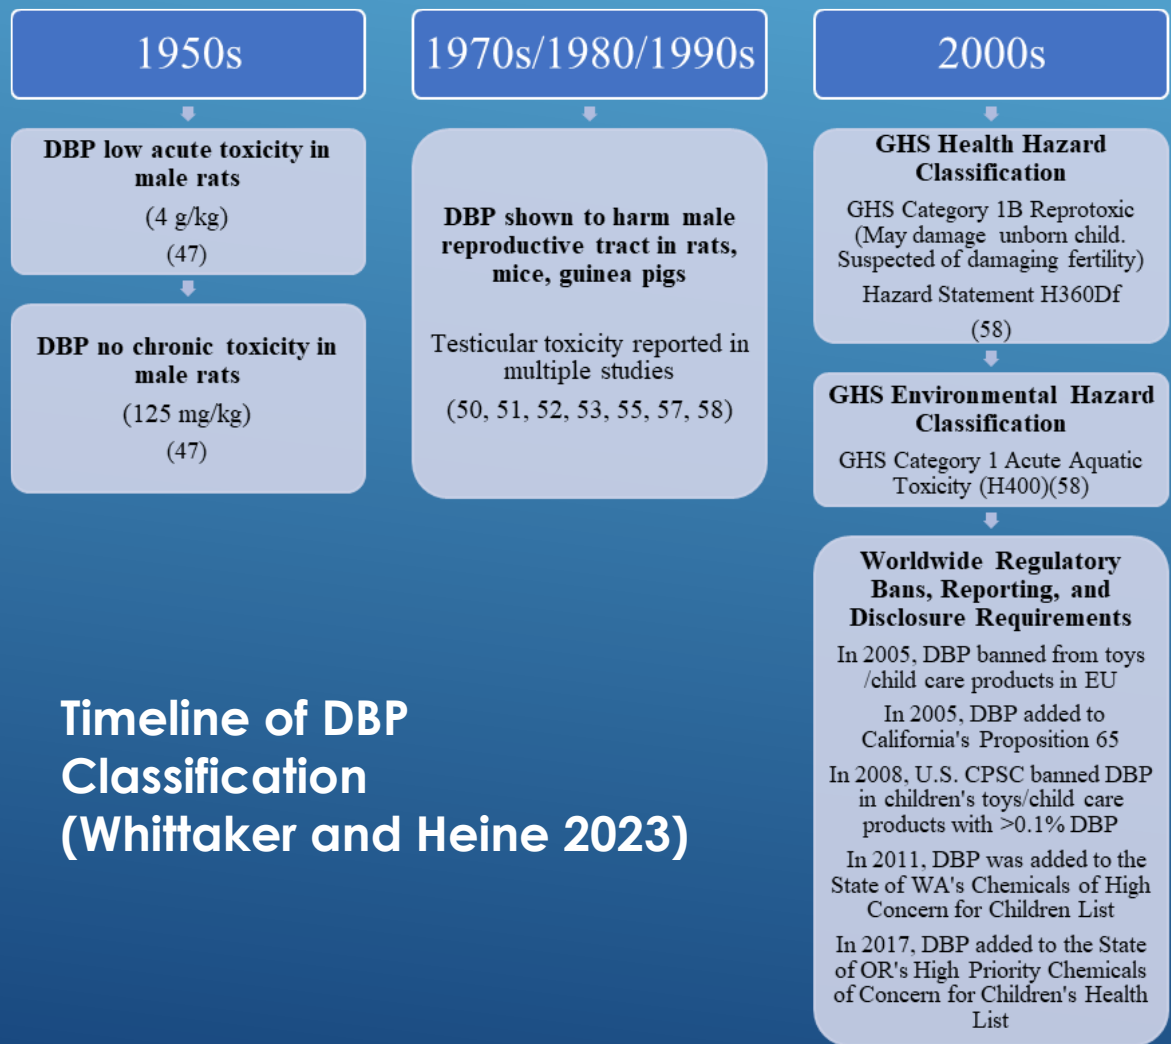 1950s
DBP low acute toxicity in
male rats
(4 g/kg)
(47)
DBP no chronic toxicity in
male rats
(125 mg/kg)
(47)
1970s/1980/1990s
DBP shown to harm male
reproductive tract in rats,
mice, guinea pigs
Testicular toxicity reported in
multiple studies
(50, 51, 52, 53, 55, 57, 58)
2000s
GHS Health Hazard
Classification
GHS Category 1B Reprotoxic
(May damage unborn child.
Suspected of damaging fertility)
Hazard Statement H360Df
(58)
GHS Environmental Hazard
Classification
GHS Category 1 Acute Aquatic
Toxicity (H400)(58)
Worldwide Regulatory
Bans, Reporting, and
Disclosure Requirements
In 2005, DBP banned from toys
/child care products in EU
In 2005, DBP added to
California's Proposition 65
In 2008, U.S. CPSC banned DBP
in children's toys/child care
products with >0.1% DBP
In 2011, DBP was added to the
State of WA's Chemicals of High
Concern for Children List
In 2017, DBP added to the State
of OR's High Priority Chemicals
of Concern for Children's Health
List
Timeline of DBP
Classification
(Whittaker and Heine 2023)